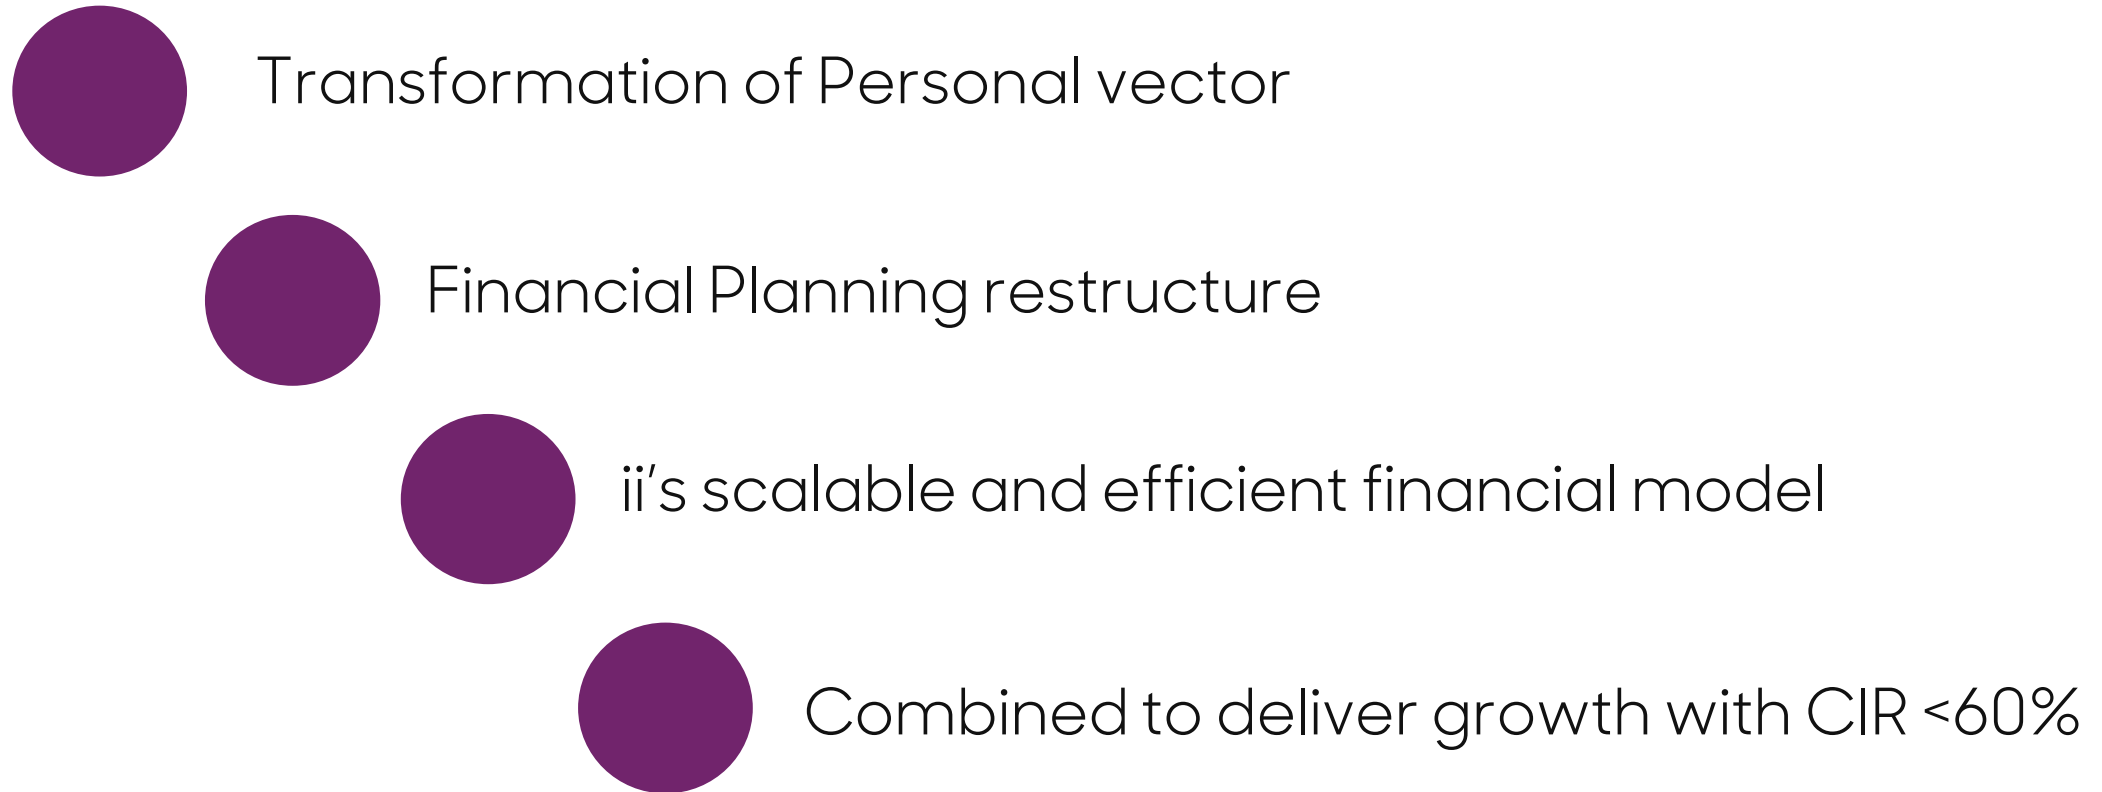 Transformation of Personal vector
Financial Planning restructure
ii's scalable and efficient financial model
Combined to deliver growth with CIR <60%